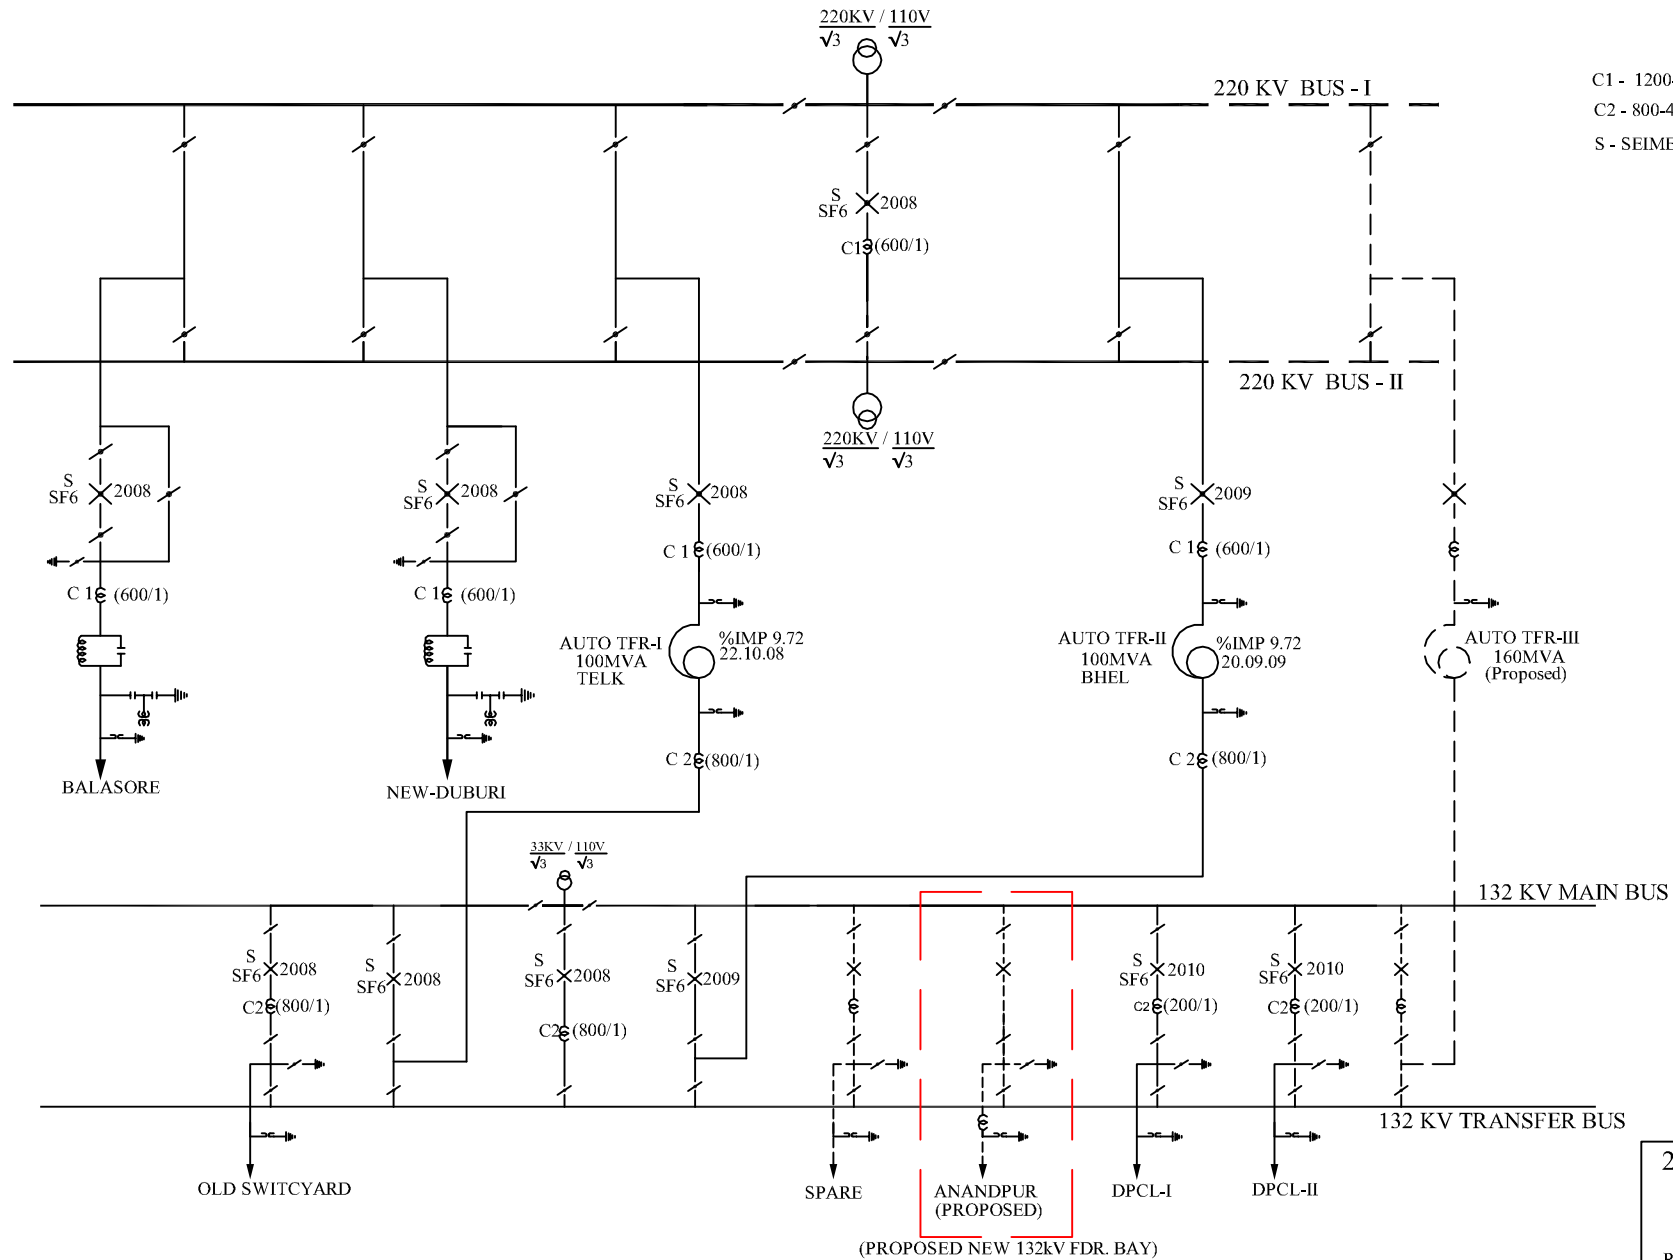 220KV / 110V
√3 √3
220 KV BUS - I
C1 - 1200-
C2 - 800-4
S - SEIME
S
SF6 2008
C1 (600/1)
220 KV BUS - II
220KV / 110V
√3 √3
S
SF6 2008
S
SF6 2008
S
SF6 2008
S
SF6 2009
C 1 (600/1)
C 1 (600/1)
C 1 (600/1)
C 1 (600/1)
AUTO TFR-I
100MVA
TELK
%IMP 9.72
22.10.08
AUTO TFR-II
100MVA
BHEL
%IMP 9.72
20.09.09
AUTO TFR-III
160MVA
(Proposed)
C 2 (800/1)
C 2 (800/1)
BALASORE
NEW-DUBURI
33KV / 110V
√3 √3
132 KV MAIN BUS
S
SF6 2008
C2 (800/1)
S
SF6 2008
S
SF6 2008
C2 (800/1)
S
SF6 2009
S
SF6 2010
C2 (200/1)
S
SF6 2010
C2 (200/1)
132 KV TRANSFER BUS
OLD SWITCYARD
SPARE
ANANDPUR
(PROPOSED)
DPCL-I
DPCL-II
(PROPOSED NEW 132kV FDR. BAY)
2